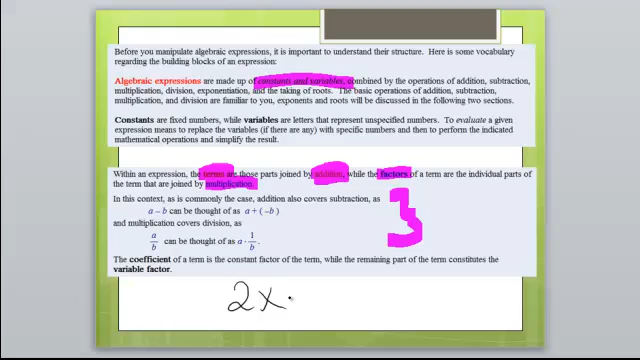 Before you manipulate algebraic expressions, it is important to understand their structure. Here is some vocabulary
regarding the building blocks of an expression:
Algebraic expressions are made up of constants and variables, combined by the operations of addition, subtraction,
multiplication, division, exponentiation, and the taking of roots. The basic operations of addition, subtraction,
multiplication, and division are familiar to you, exponents and roots will be discussed in the following two sections.
Constants are fixed numbers, while variables are letters that represent unspecified numbers. To evaluate a given
expression means to replace the variables (if there are any) with specific numbers and then to perform the indicated
mathematical operations and simplify the result.
Within an expression, the terms are those parts joined by addition, while the factors of a term are the individual parts of
the term that are joined by multiplication.
In this context, as is commonly the case, addition also covers subtraction, as
a – b can be thought of as a + (–b)
and multiplication covers division, as
a/b can be thought of as a · 1/b.
3
The coefficient of a term is the constant factor of the term, while the remaining part of the term constitutes the
variable factor.
2x